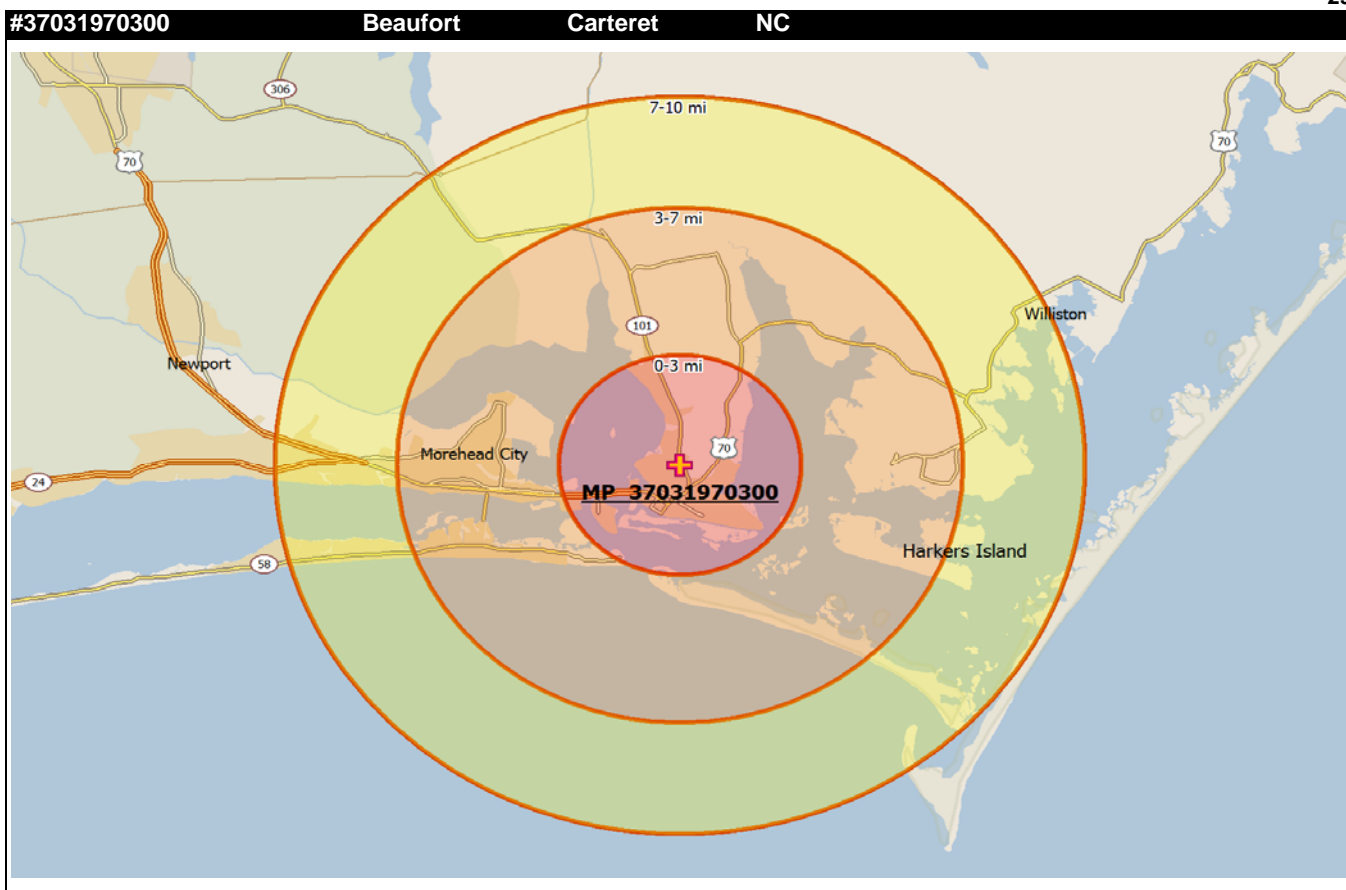 #37031970300 Beaufort Carteret NC
7-10 mi
306
70
70
3-7 mi
Williston
101
Newport
0-3 mi
70
Morehead City
24
MP 37031970300
Harkers Island
58